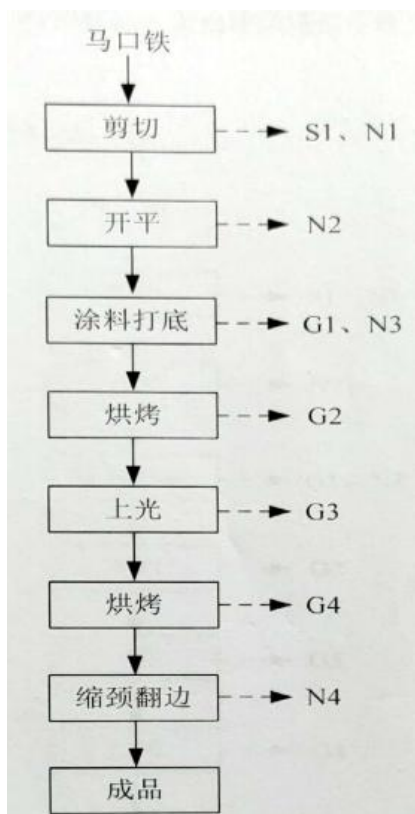 马口铁
剪切
S1、N1
开平
N2
涂料打底
G1、N3
烘烤
G2
上光
G3
烘烤
G4
缩颈翻边
N4
成品